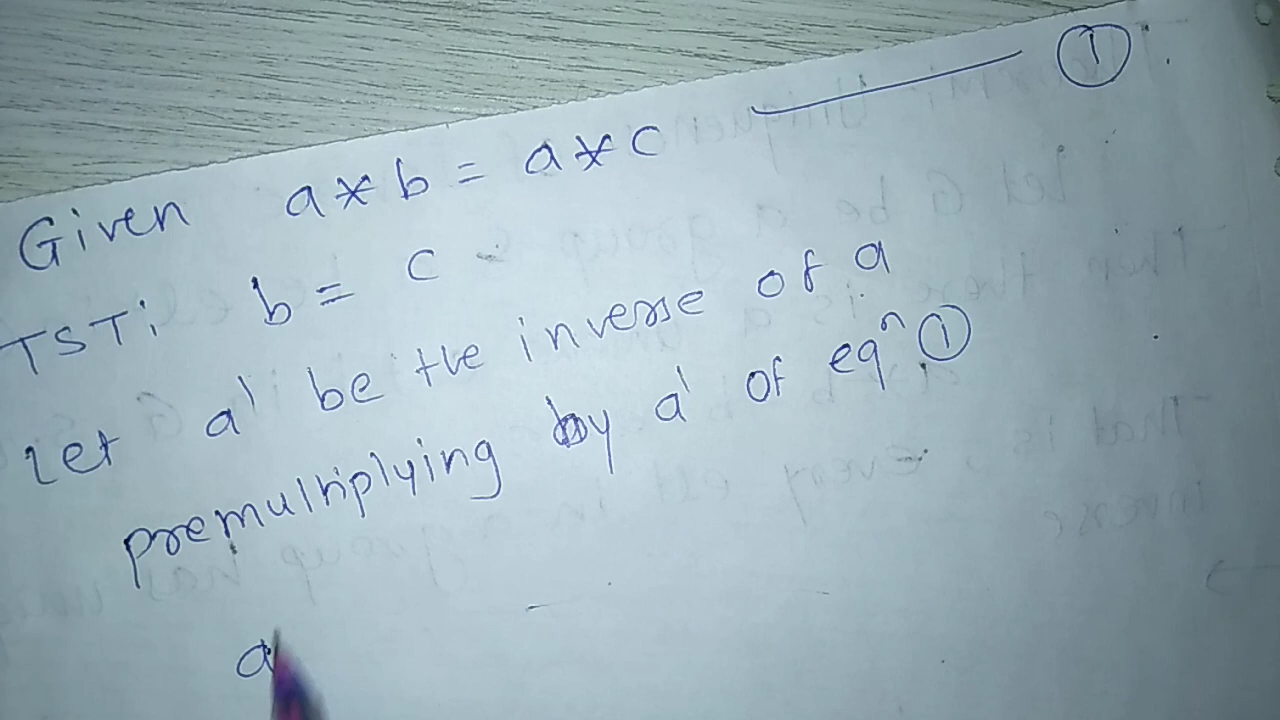 Given a * b = a * c ——— ①
TST: b = c
Let a' be the inverse of a
premultiplying by a' of eqⁿ ①
a